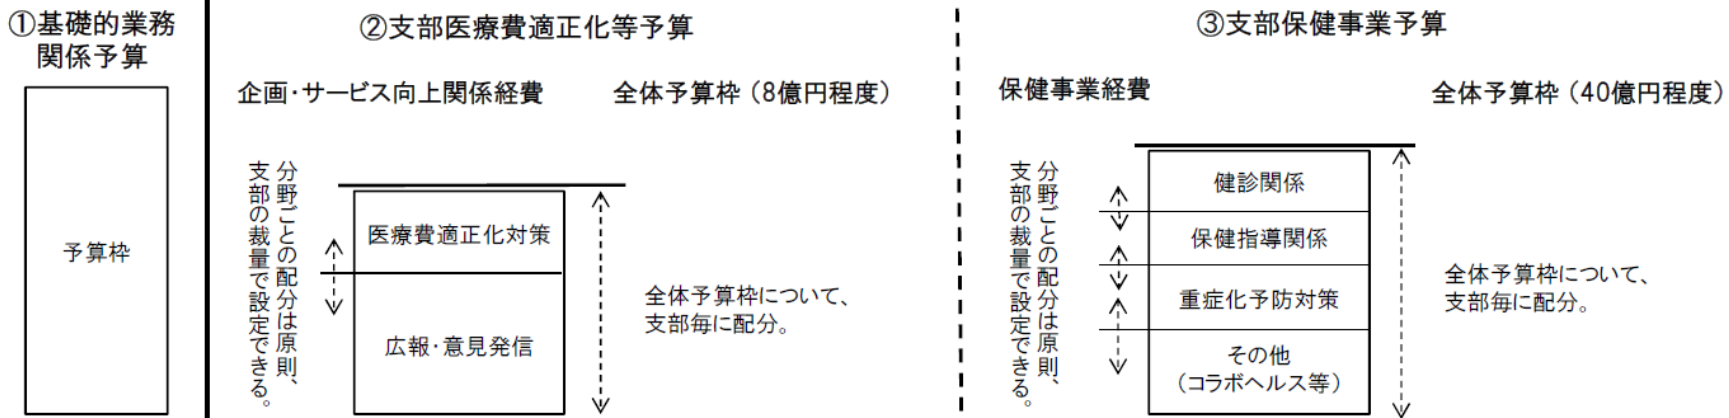 ①基礎的業務
関係予算
予算枠
②支部医療費適正化等予算
企画・サービス向上関係経費
全体予算枠（8億円程度）
分野ごとの配分は原則、
支部の裁量で設定できる。
医療費適正化対策
広報・意見発信
全体予算枠について、
支部毎に配分。
③支部保健事業予算
保健事業経費
全体予算枠（40億円程度）
分野ごとの配分は原則、
支部の裁量で設定できる。
健診関係
保健指導関係
重症化予防対策
その他
（コラボヘルス等）
全体予算枠について、
支部毎に配分。